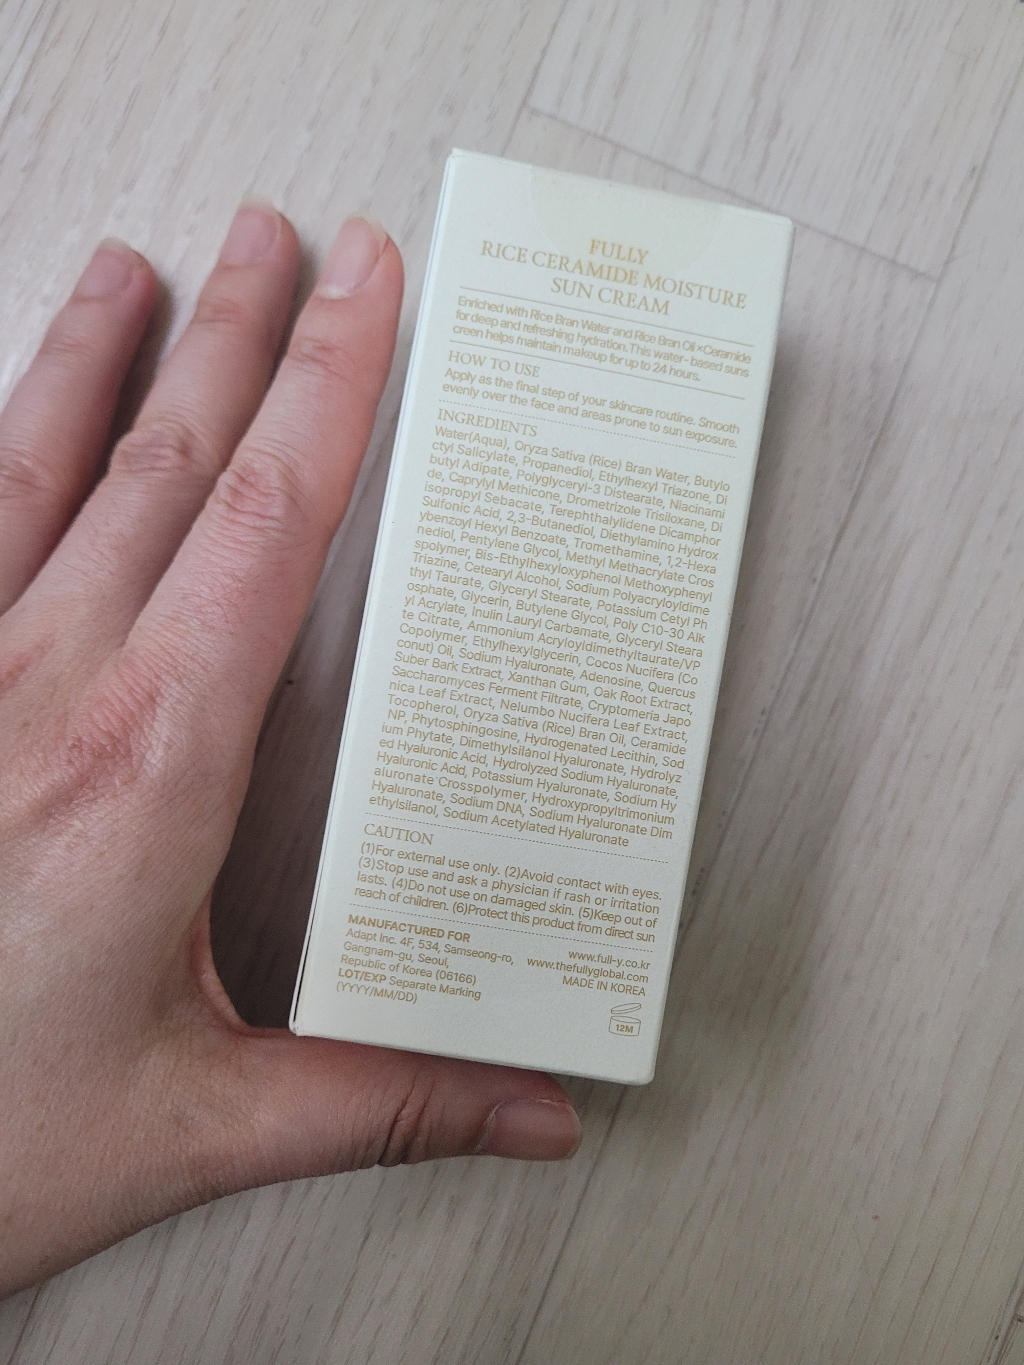 FULLY
RICE CERAMIDE MOISTURE
SUN CREAM
Enriched with Rice Bran Water and Rice Bran Oil ×Ceramide
for deep and refreshing hydration. This water-based suns
creen helps maintain makeup for up to 24 hours.
HOW TO USE
Apply as the final step of your skincare routine. Smooth
evenly over the face and areas prone to sun exposure.
INGREDIENTS
Water(Aqua), Oryza Sativa (Rice) Bran Water, Butylo
ctyl Salicylate, Propanediol, Ethylhexyl Triazone, Di
butyl Adipate, Polyglyceryl-3 Distearate, Niacinami
de, Caprylyl Methicone, Drometrizole Trisiloxane, Di
isopropyl Sebacate, Terephthalylidene Dicamphor
Sulfonic Acid, 2,3-Butanediol, Diethylamino Hydrox
ybenzoyl Hexyl Benzoate, Tromethamine, 1,2-Hexa
nediol, Pentylene Glycol, Methyl Methacrylate Cros
spolymer, Bis-Ethylhexyloxyphenol Methoxyphenyl
Triazine, Cetearyl Alcohol, Sodium Polyacryloyldime
thyl Taurate, Glyceryl Stearate, Potassium Cetyl Ph
osphate, Glycerin, Butylene Glycol, Poly C10-30 Alk
yl Acrylate, Inulin Lauryl Carbamate, Glyceryl Steara
te Citrate, Ammonium Acryloyldimethyltaurate/VP
Copolymer, Ethylhexylglycerin, Cocos Nucifera (Co
conut) Oil, Sodium Hyaluronate, Adenosine, Quercus
Suber Bark Extract, Xanthan Gum, Oak Root Extract,
Saccharomyces Ferment Filtrate, Cryptomeria Japo
nica Leaf Extract, Nelumbo Nucifera Leaf Extract,
Tocopherol, Oryza Sativa (Rice) Bran Oil, Ceramide
NP, Phytosphingosine, Hydrogenated Lecithin, Sod
ium Phytate, Dimethylsilanol Hyaluronate, Hydrolyz
ed Hyaluronic Acid, Hydrolyzed Sodium Hyaluronate,
Hyaluronic Acid, Potassium Hyaluronate, Sodium Hy
aluronate Crosspolymer, Hydroxypropyltrimonium
Hyaluronate, Sodium DNA, Sodium Hyaluronate Dim
ethylsilanol, Sodium Acetylated Hyaluronate
CAUTION
(1)For external use only. (2)Avoid contact with eyes.
(3)Stop use and ask a physician if rash or irritation
lasts. (4)Do not use on damaged skin. (5)Keep out of
reach of children. (6)Protect this product from direct sun
MANUFACTURED FOR
Adapt Inc. 4F, 534, Samseong-ro,
Gangnam-gu, Seoul,
Republic of Korea (06166)
LOT/EXP Separate Marking
(YYYY/MM/DD)
www.full-y.co.kr
www.thefullyglobal.com
MADE IN KOREA
12M